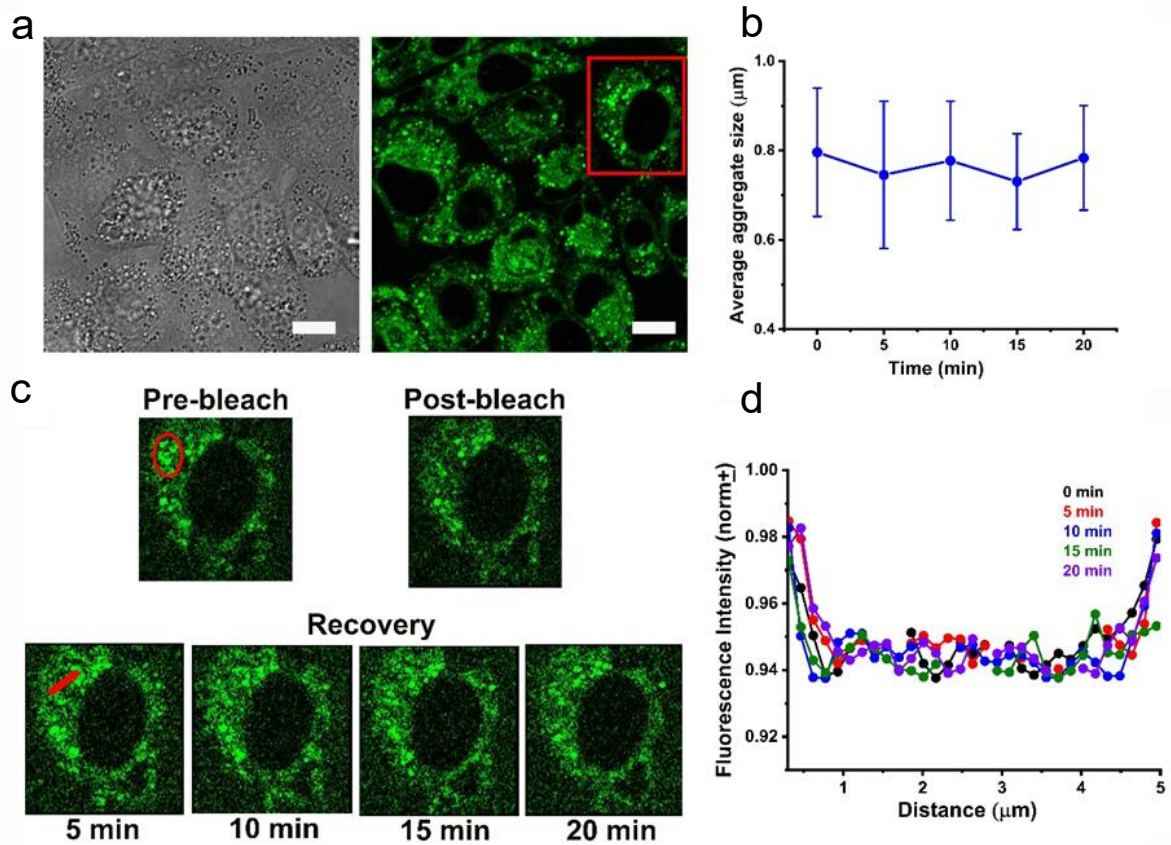 a
b
Average aggregate size (μm)
1.0
0.8
0.6
0.4
0 5 10 15 20
Time (min)
c
Pre-bleach Post-bleach
Recovery
5 min 10 min 15 min 20 min
d
Fluorescence Intensity (norm±)
1.00
0.98
0.96
0.94
0.92
0 min
5 min
10 min
15 min
20 min
1 2 3 4 5
Distance (μm)